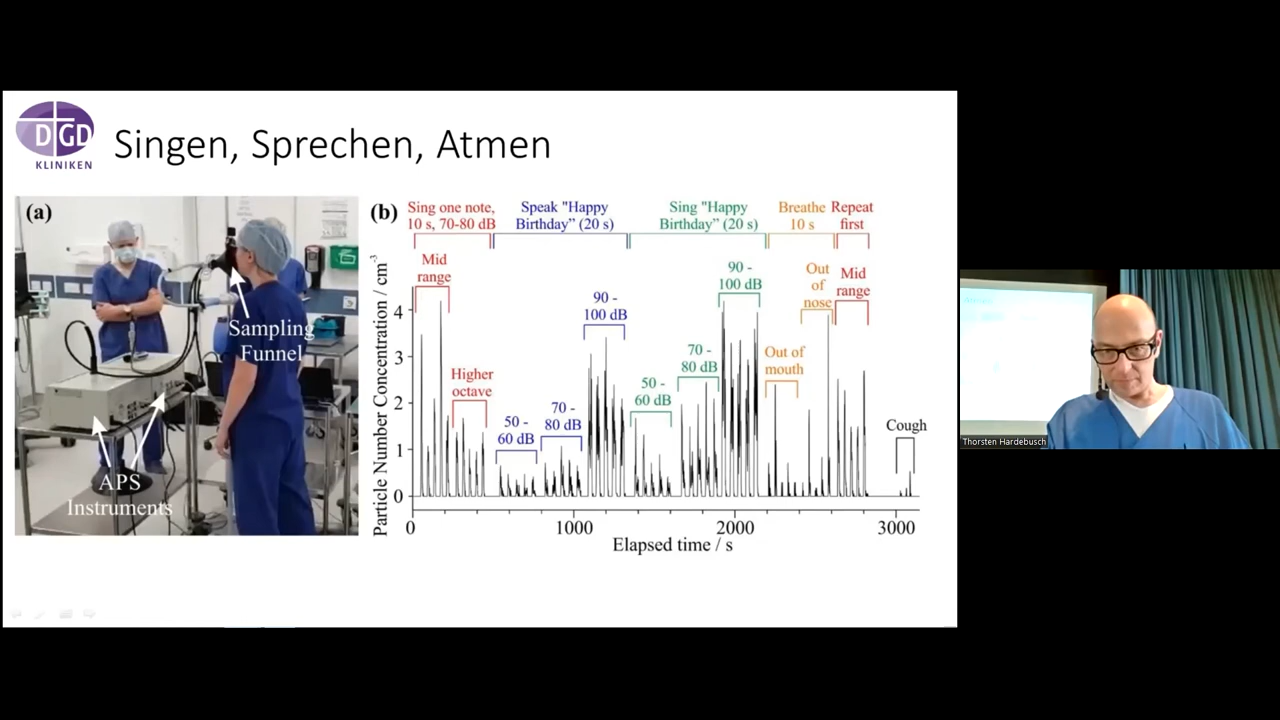 DGD
KLINIKEN
Singen, Sprechen, Atmen
(a)
Sampling
Funnel
APS
Instruments
(b)
Sing one note,
10 s, 70-80 dB
Speak "Happy
Birthday” (20 s)
Sing "Happy
Birthday” (20 s)
Breathe
10 s
Repeat
first
Mid
range
Higher
octave
50 -
60 dB
70 -
80 dB
90 -
100 dB
50 -
60 dB
70 -
80 dB
90 -
100 dB
Out of
mouth
Out
of
nose
Mid
range
Cough
Particle Number Concentration / cm⁻³
4
3
2
1
0
0
1000
2000
3000
Elapsed time / s
Thorsten Hardebusch